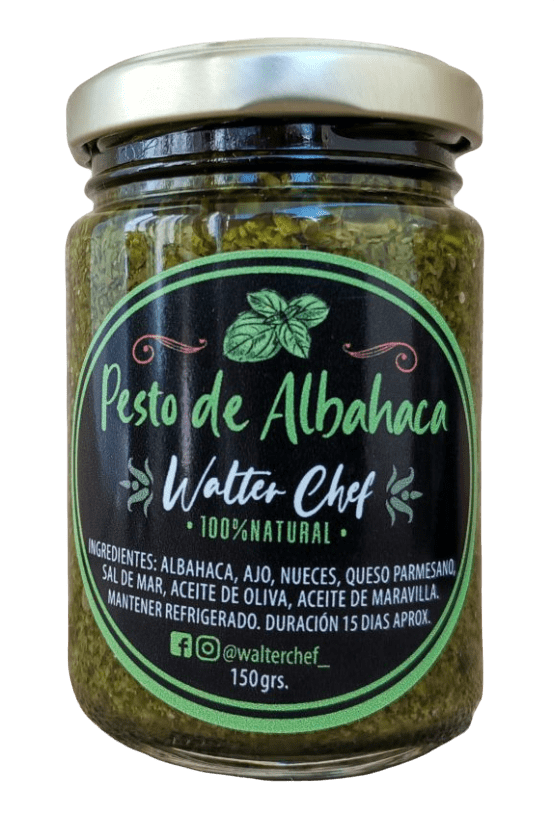 Pesto de Albahaca
Walter Chef
• 100%NATURAL •
INGREDIENTES: ALBAHACA, AJO, NUECES, QUESO PARMESANO,
SAL DE MAR, ACEITE DE OLIVA, ACEITE DE MARAVILLA.
MANTENER REFRIGERADO. DURACIÓN 15 DIAS APROX.
@walterchef_
150grs.